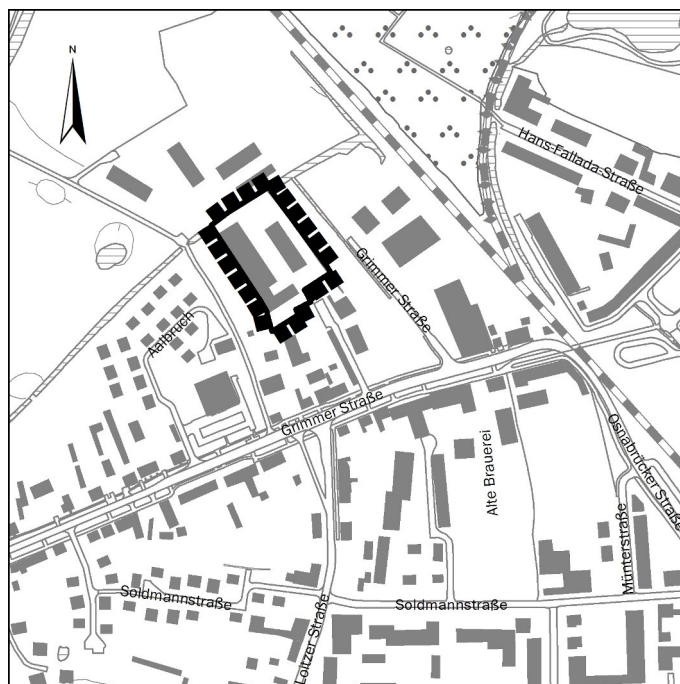 N
Hans-Fallada-Straße
Grimmer Straße
Aalbruch
Grimmer Straße
Osnabrücker Straße
Alte Brauerei
Münterstraße
Soldmannstraße
Soldmannstraße
Loitzer Straße